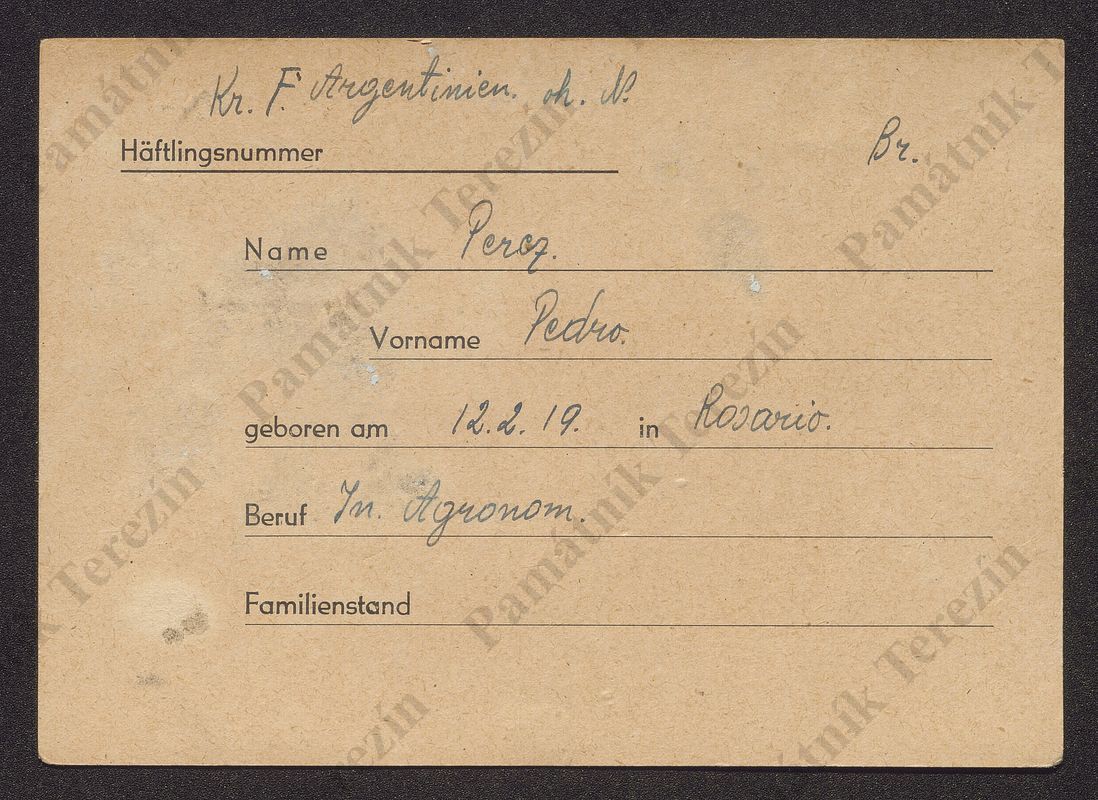 Kr. F. Argentinien. oh. N.
Häftlingsnummer
Br.
Name Perez.
Vorname Pedro.
geboren am 12.2.19. in Rosario.
Beruf In. Agronom.
Familienstand
Památník Terezín